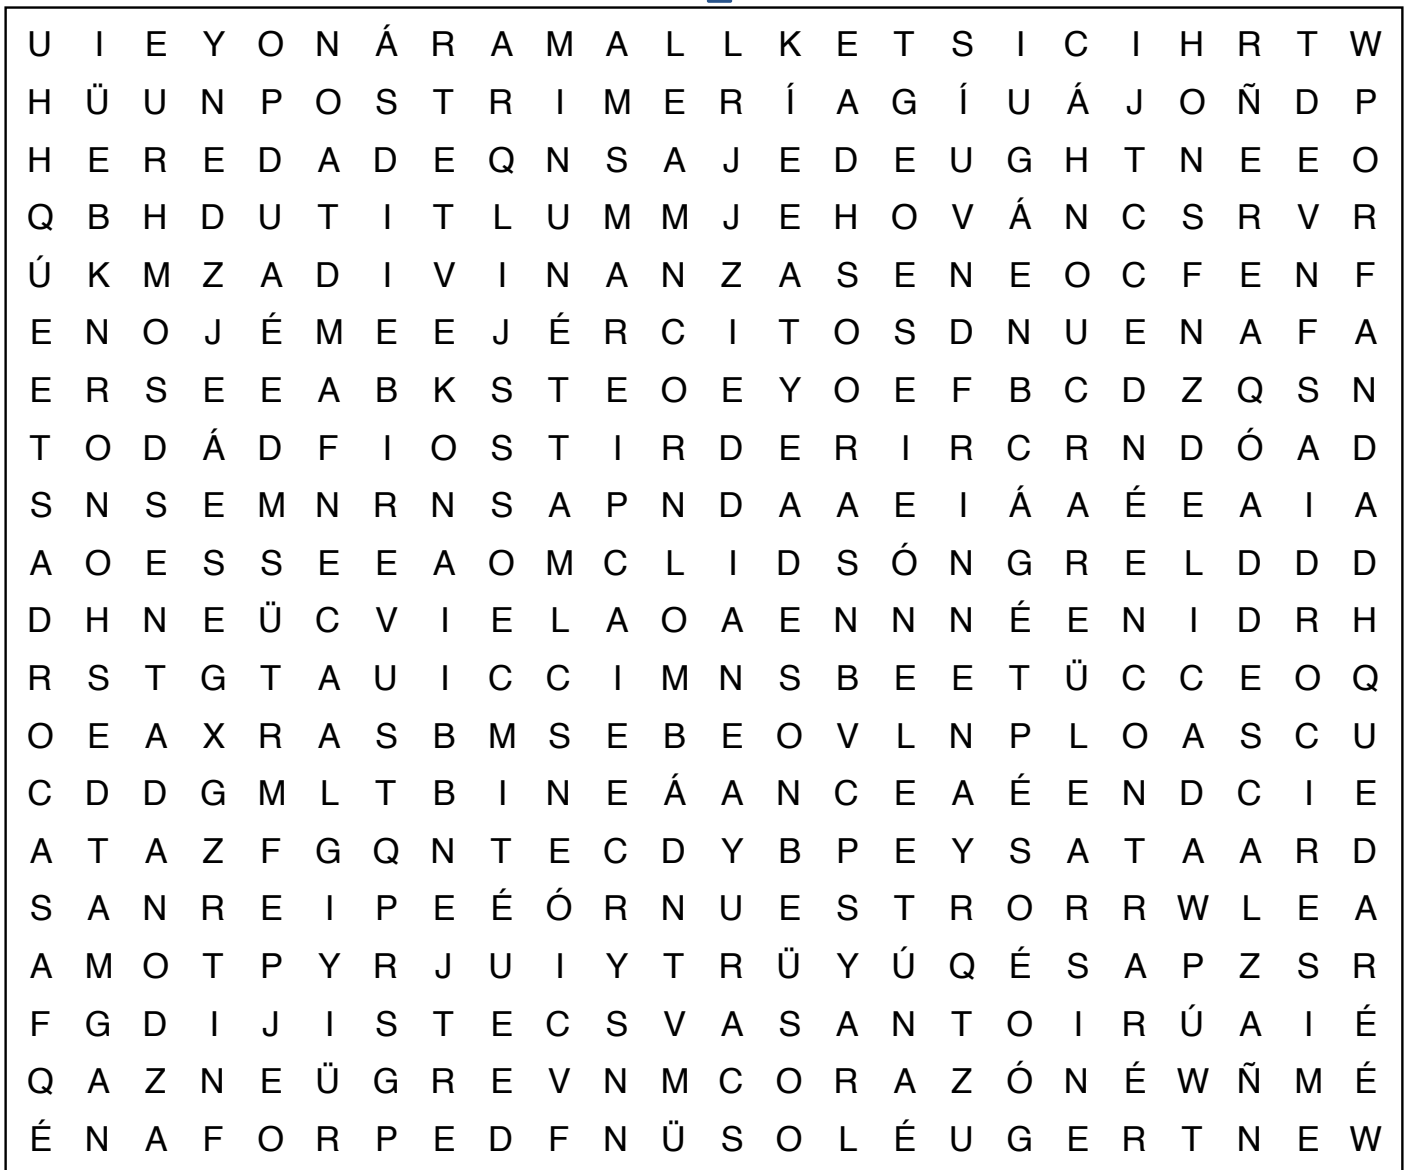 U I E Y O N Á R A M A L L K E T S I C I H R T W
H Ü U N P O S T R I M E R Í A G Í U Á J O Ñ D P
H E R E D A D E Q N S A J E D E U G H T N E E O
Q B H D U T I T L U M M J E H O V Á N C S R V R
Ú K M Z A D I V I N A N Z A S E N E O C F E N F
E N O J É M E E J É R C I T O S D N U E N A F A
E R S E E A B K S T E O E Y O E F B C D Z Q S N
T O D Á D F I O S T I R D E R I R C R N D Ó A D
S N S E M N R N S A P N D A A E I Á A É E A I A
A O E S S E E A O M C L I D S Ó N G R E L D D D
D H N E Ü C V I E L A O A E N N N É E N I D R H
R S T G T A U I C C I M N S B E E T Ü C C E O Q
O E A X R A S B M S E B E O V L N P L O A S C U
C D D G M L T B I N E Á A N C E A É E N D C I E
A T A Z F G Q N T E C D Y B P E Y S A T A A R D
S A N R E I P E É Ó R N U E S T R O R R W L E A
A M O T P Y R J U I Y T R Ü Y Ú Q É S A P Z S R
F G D I J I S T E C S V A S A N T O I R Ú A I É
Q A Z N E Ü G R E V N M C O R A Z Ó N É W Ñ M É
É N A F O R P E D F N Ü S O L É U G E R T N E W